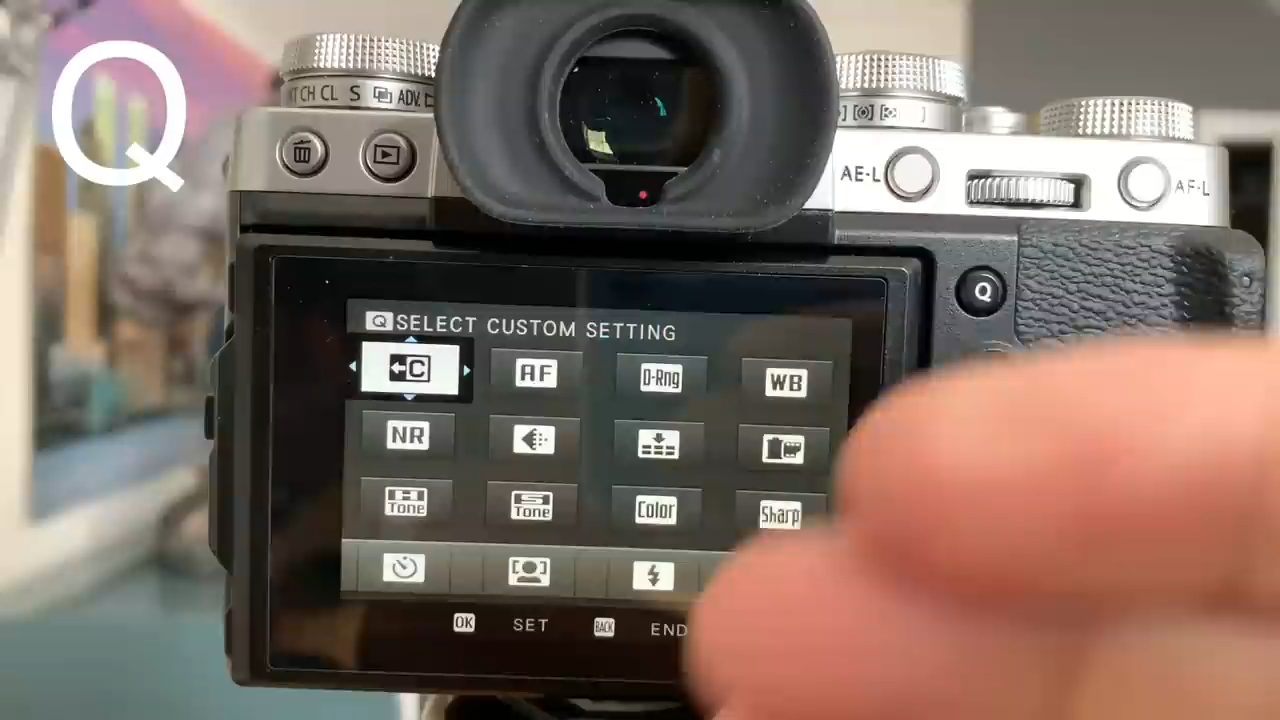 Q
CH CL S ADV.
AE-L
AF-L
Q
Q SELECT CUSTOM SETTING
C AF D-Rng WB
NR
H Tone S Tone Color Sharp
OK SET BACK END